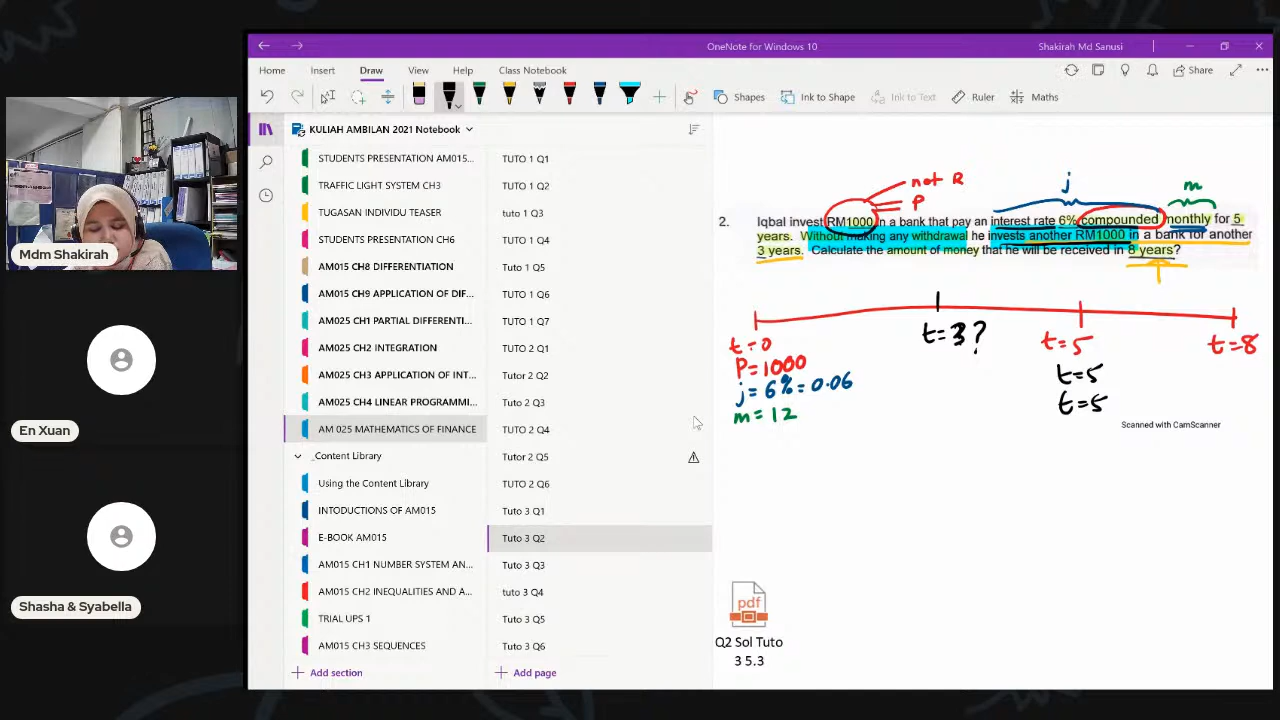 OneNote for Windows 10
Shakirah Md Sanusi
Home
Insert
Draw
View
Help
Class Notebook
Share
Shapes
Ink to Shape
Ink to Text
Ruler
Maths
KULIAH AMBILAN 2021 Notebook
STUDENTS PRESENTATION AM015...
TRAFFIC LIGHT SYSTEM CH3
TUGASAN INDIVIDU TEASER
STUDENTS PRESENTATION CH6
AM015 CH8 DIFFERENTIATION
AM015 CH9 APPLICATION OF DIF...
AM025 CH1 PARTIAL DIFFERENTI...
AM025 CH2 INTEGRATION
AM025 CH3 APPLICATION OF INT...
AM025 CH4 LINEAR PROGRAMMI...
AM 025 MATHEMATICS OF FINANCE
_Content Library
Using the Content Library
INTODUCTIONS OF AM015
E-BOOK AM015
AM015 CH1 NUMBER SYSTEM AN...
AM015 CH2 INEQUALITIES AND A...
TRIAL UPS 1
AM015 CH3 SEQUENCES
Add section
TUTO 1 Q1
TUTO 1 Q2
tuto 1 Q3
TUTO 1 Q4
Tuto 1 Q5
TUTO 1 Q6
TUTO 1 Q7
TUTO 2 Q1
Tutor 2 Q2
Tuto 2 Q3
TUTO 2 Q4
Tutor 2 Q5
TUTO 2 Q6
Tuto 3 Q1
Tuto 3 Q2
Tuto 3 Q3
tuto 3 Q4
Tuto 3 Q5
Tuto 3 Q6
Add page
not R
P
j
m
2. Iqbal invest RM1000 in a bank that pay an interest rate 6% compounded monthly for 5
years. Without making any withdrawal he invests another RM1000 in a bank for another
3 years. Calculate the amount of money that he will be received in 8 years?
t=0
t=3?
t=5
t=8
P=1000
j=6%=0.06
m=12
t=5
t=5
Scanned with CamScanner
pdf
Q2 Sol Tuto
3 5.3
Mdm Shakirah
En Xuan
Shasha & Syabella